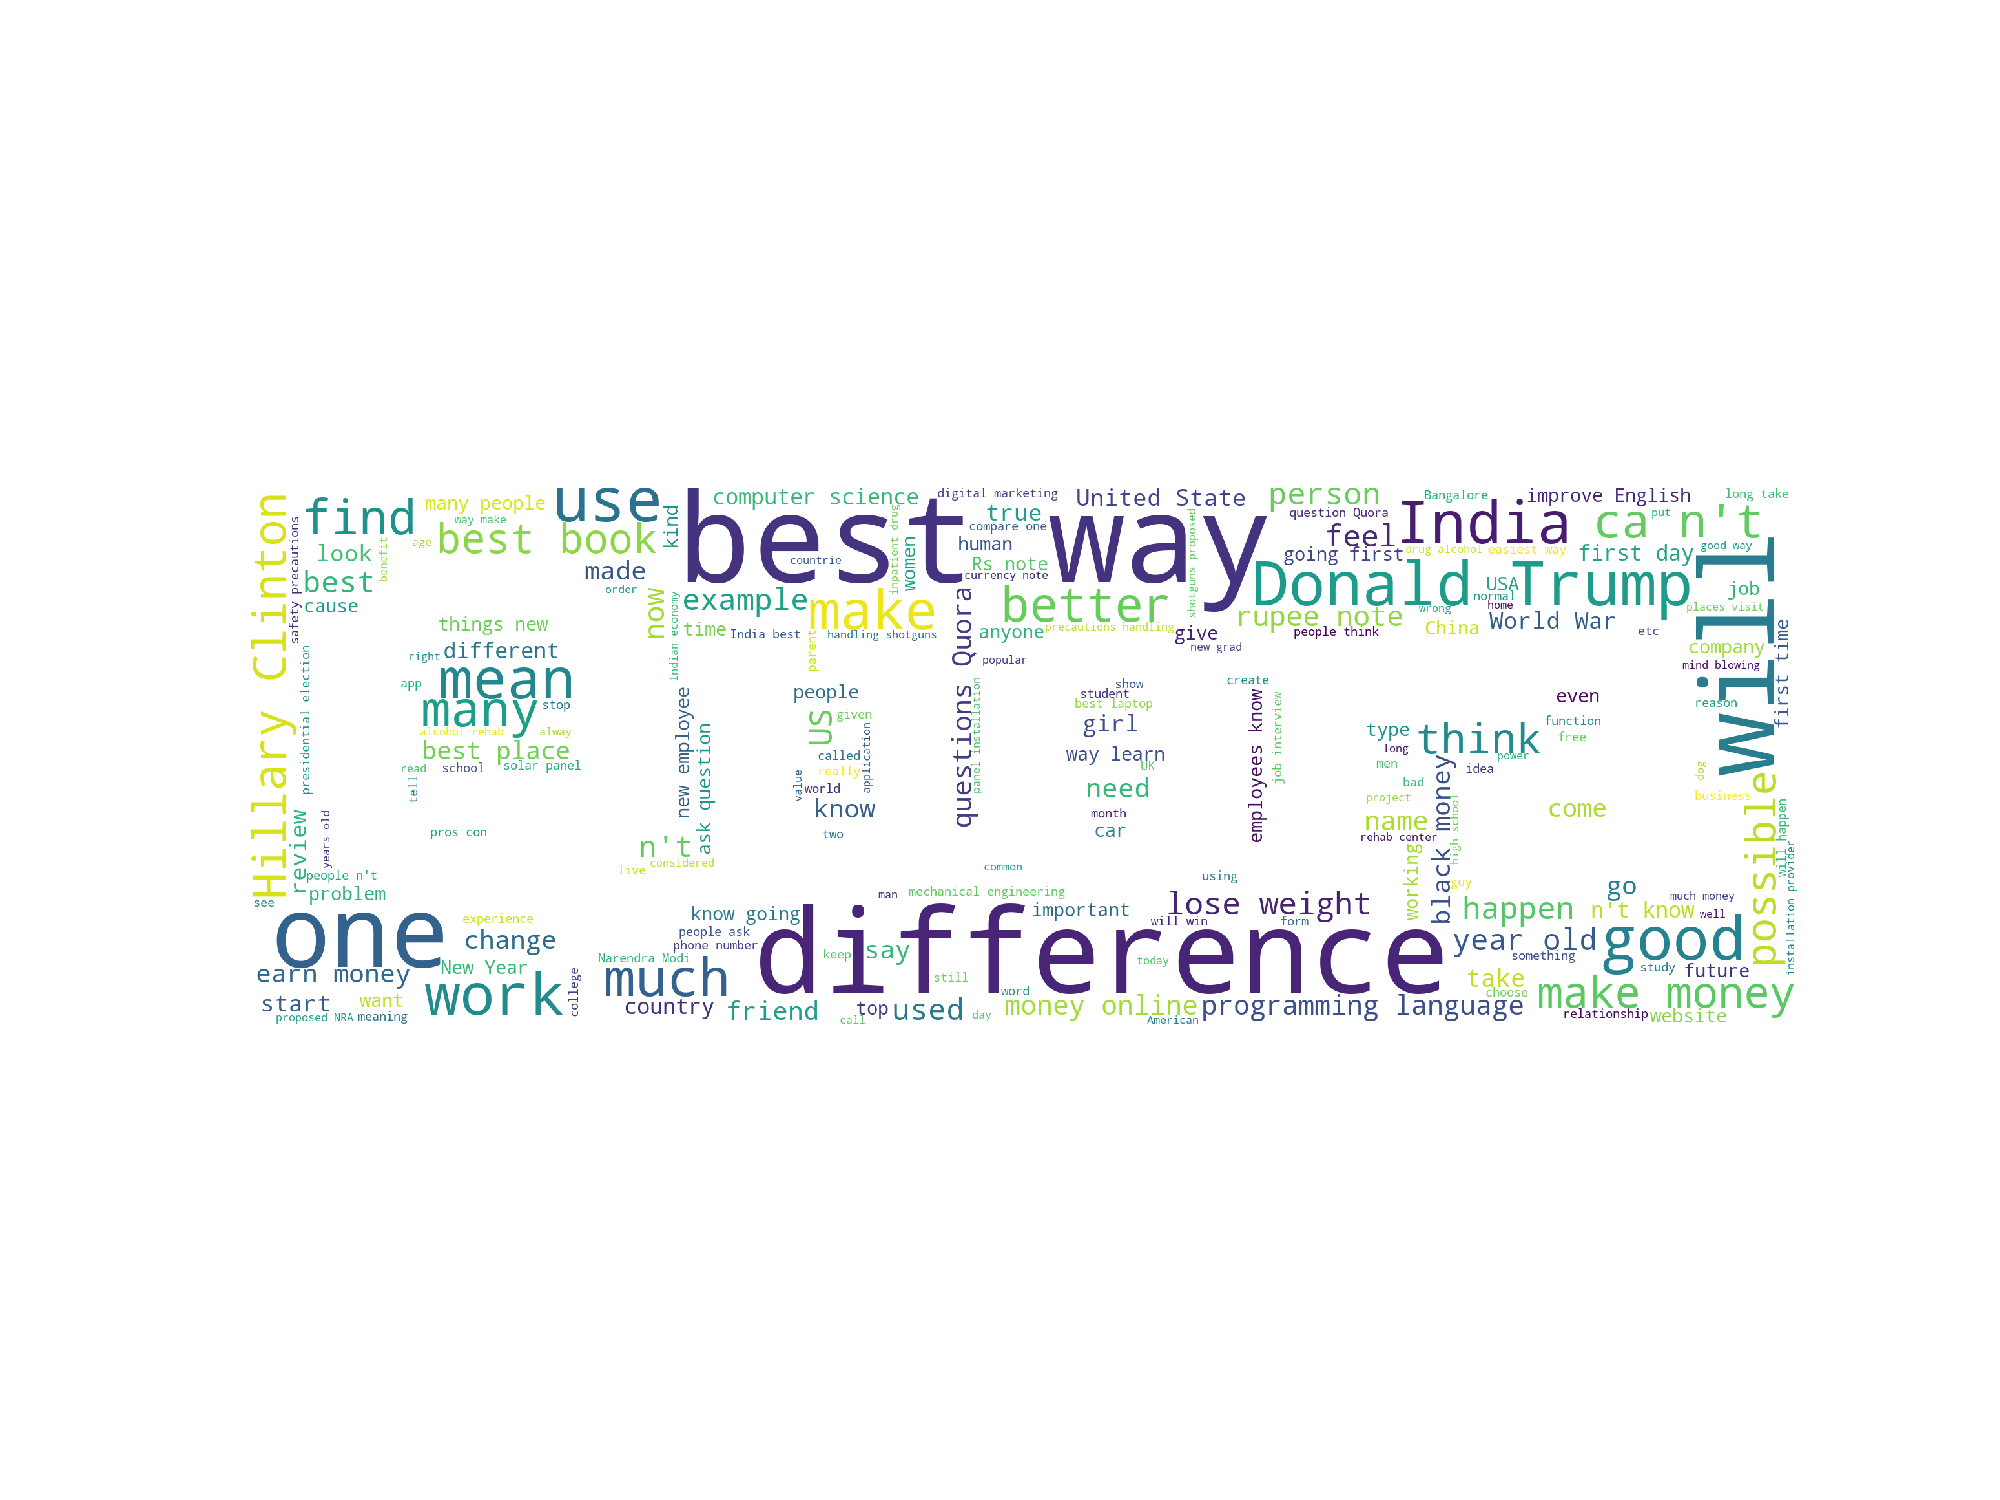 Hillary Clinton
safety precautions
find
many people
use
computer science
digital marketing
United State
person
Bangalore
improve English
long take
way make
kind
best way
true
question Quora
India
ca n't
put
look
benefit
age
best book
inpatient drug
women
compare one
human
shotguns proposed
feel
going first
drug alcohol
easiest way
first day
good way
will
best
made
countrie
Rs note
currency note
Donald Trump
USA
job
cause
order
now
Indian economy
example
make
better
normal
home
wrong
places visit
things new
time
India best
parent
handling shotguns
questions Quora
anyone
precautions handling
give
rupee note
people think
China
World War
etc
first time
different
right
new grad
company
mind blowing
presidential election
mean
app
popular
create
many
stop
new employee
people
show
student
best laptop
employees know
job interview
even
reason
alcohol rehab
alway
ask question
us
given
application
panel installation
girl
type
think
function
free
best place
called
way learn
long
power
read
school
solar panel
really
UK
men
idea
dog
tell
value
world
need
bad
black money
possible
business
know
month
project
high school
come
review
years old
pros con
two
car
name
rehab center
will happen
n't
people n't
live
considered
common
using
working
installation provider
problem
man
mechanical engineering
guy
go
much money
see
one
know going
difference
important
lose weight
happen
n't know
well
experience
people ask
will win
form
change
phone number
year old
good
earn money
New Year
Narendra Modi
keep
say
today
something
study
future
college
much
still
take
start
want
work
word
choose
make money
proposed NRA
meaning
country
friend
call
top
used
day
money online
American
programming language
relationship
website